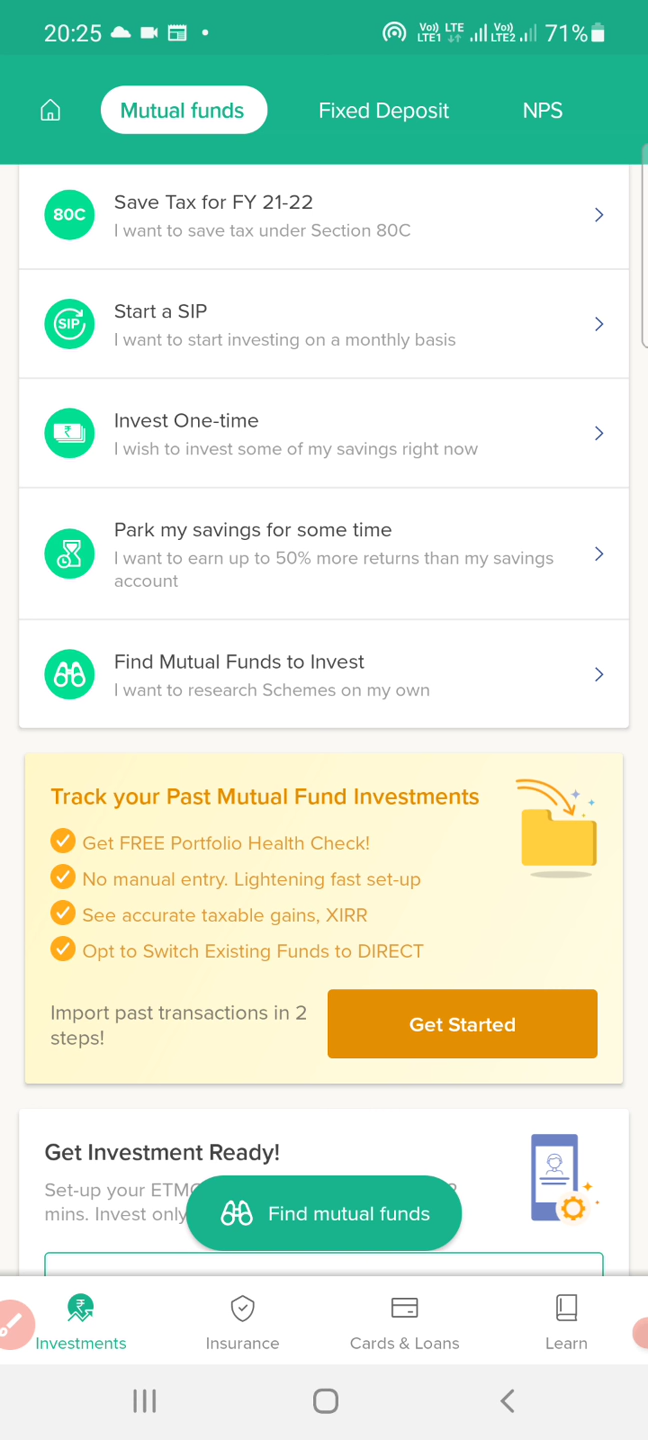 20:25 Vo)) LTE LTE1 Vo)) LTE2 71%
Mutual funds Fixed Deposit NPS
80C
Save Tax for FY 21-22
I want to save tax under Section 80C
SIP
Start a SIP
I want to start investing on a monthly basis
Invest One-time
I wish to invest some of my savings right now
Park my savings for some time
I want to earn up to 50% more returns than my savings
account
Find Mutual Funds to Invest
I want to research Schemes on my own
Track your Past Mutual Fund Investments
Get FREE Portfolio Health Check!
No manual entry. Lightening fast set-up
See accurate taxable gains, XIRR
Opt to Switch Existing Funds to DIRECT
Import past transactions in 2
steps!
Get Started
Get Investment Ready!
Set-up your
mins. Invest only
Find mutual funds
Investments Insurance Cards & Loans Learn